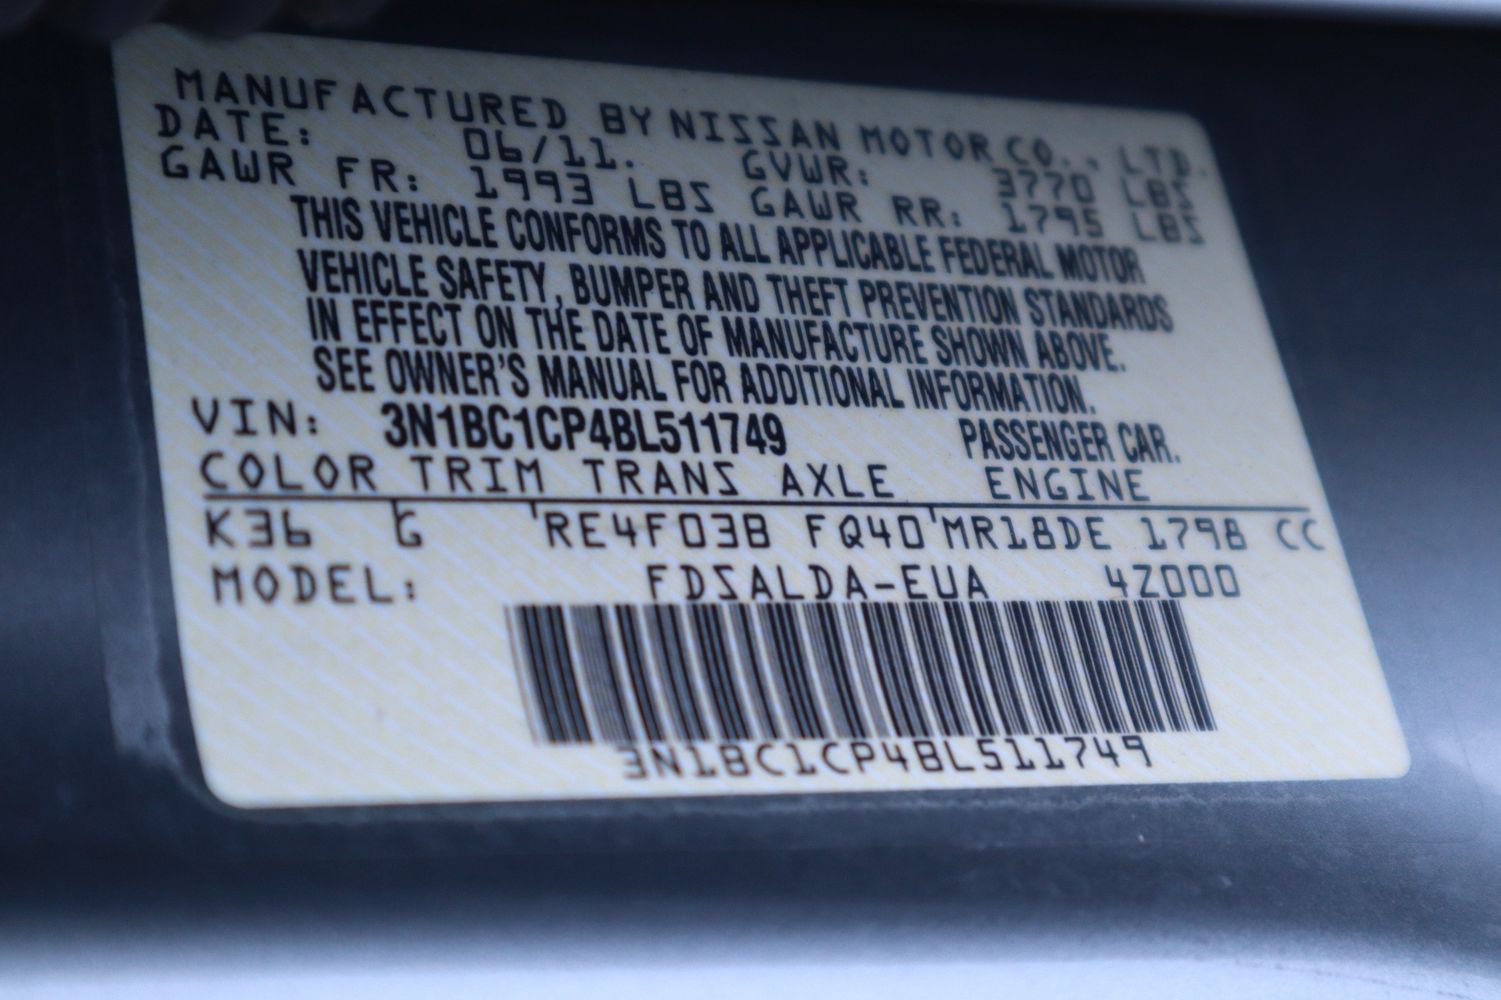 MANUFACTURED BY NISSAN MOTOR CO., LTD.
DATE: 06/11. GVWR: 3770 LBS
GAWR FR: 1993 LBS GAWR RR: 1795 LBS
THIS VEHICLE CONFORMS TO ALL APPLICABLE FEDERAL MOTOR
VEHICLE SAFETY, BUMPER AND THEFT PREVENTION STANDARDS
IN EFFECT ON THE DATE OF MANUFACTURE SHOWN ABOVE.
SEE OWNER'S MANUAL FOR ADDITIONAL INFORMATION.
VIN: 3N1BC1CP4BL511749 PASSENGER CAR.
COLOR TRIM TRANS AXLE ENGINE
K36 G RE4F03B FQ40 MR18DE 1798 CC
MODEL: FDSALDA-EUA 4Z000
3N1BC1CP4BL511749